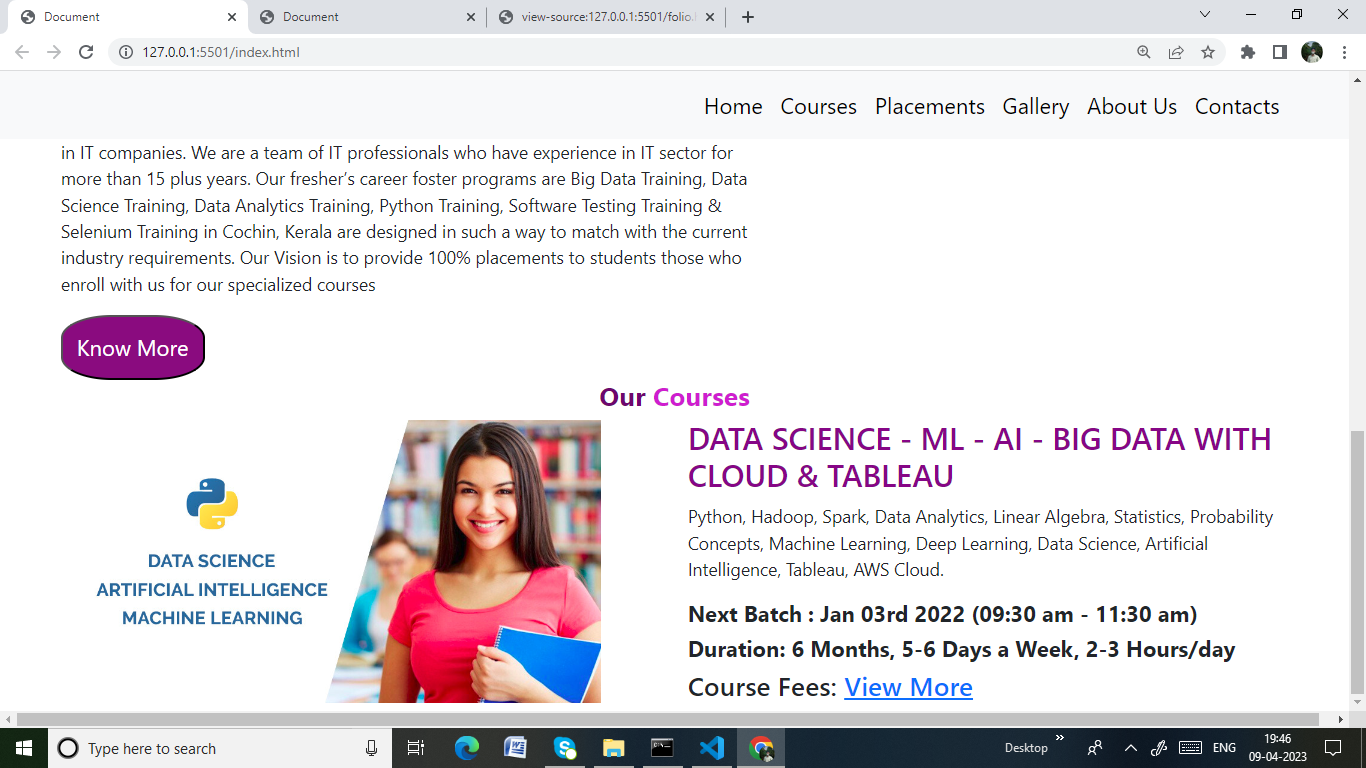 Document
Document
view-source:127.0.0.1:5501/folio.
127.0.0.1:5501/index.html
Home Courses Placements Gallery About Us Contacts
in IT companies. We are a team of IT professionals who have experience in IT sector for
more than 15 plus years. Our fresher’s career foster programs are Big Data Training, Data
Science Training, Data Analytics Training, Python Training, Software Testing Training &
Selenium Training in Cochin, Kerala are designed in such a way to match with the current
industry requirements. Our Vision is to provide 100% placements to students those who
enroll with us for our specialized courses
Know More
Our Courses
DATA SCIENCE
ARTIFICIAL INTELLIGENCE
MACHINE LEARNING
DATA SCIENCE - ML - AI - BIG DATA WITH
CLOUD & TABLEAU
Python, Hadoop, Spark, Data Analytics, Linear Algebra, Statistics, Probability
Concepts, Machine Learning, Deep Learning, Data Science, Artificial
Intelligence, Tableau, AWS Cloud.
Next Batch : Jan 03rd 2022 (09:30 am - 11:30 am)
Duration: 6 Months, 5-6 Days a Week, 2-3 Hours/day
Course Fees: View More
Type here to search
Desktop
ENG
19:46
09-04-2023